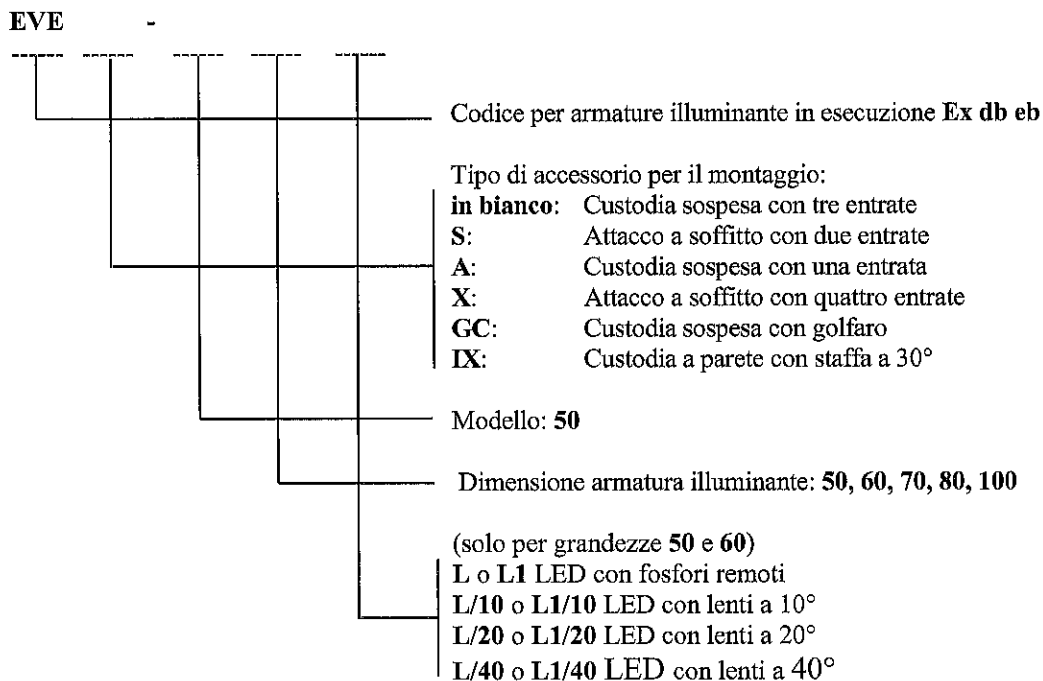 EVE -
Codice per armature illuminante in esecuzione Ex db eb
Tipo di accessorio per il montaggio:
in bianco: Custodia sospesa con tre entrate
S: Attacco a soffitto con due entrate
A: Custodia sospesa con una entrata
X: Attacco a soffitto con quattro entrate
GC: Custodia sospesa con golfaro
IX: Custodia a parete con staffa a 30°
Modello: 50
Dimensione armatura illuminante: 50, 60, 70, 80, 100
(solo per grandezze 50 e 60)
L o L1 LED con fosfori remoti
L/10 o L1/10 LED con lenti a 10°
L/20 o L1/20 LED con lenti a 20°
L/40 o L1/40 LED con lenti a 40°